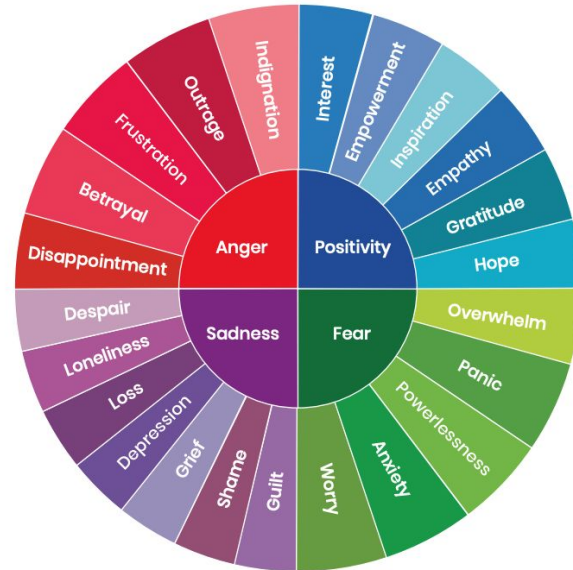 Interest
Empowerment
Inspiration
Empathy
Gratitude
Hope
Overwhelm
Panic
Powerlessness
Anxiety
Worry
Guilt
Shame
Grief
Depression
Loss
Loneliness
Despair
Disappointment
Betrayal
Frustration
Outrage
Indignation
Anger
Positivity
Sadness
Fear